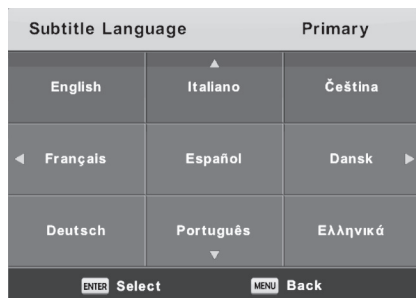 Subtitle Language Primary
English Italiano Čeština
Français Español Dansk
Deutsch Português Ελληνικά
ENTER Select MENU Back